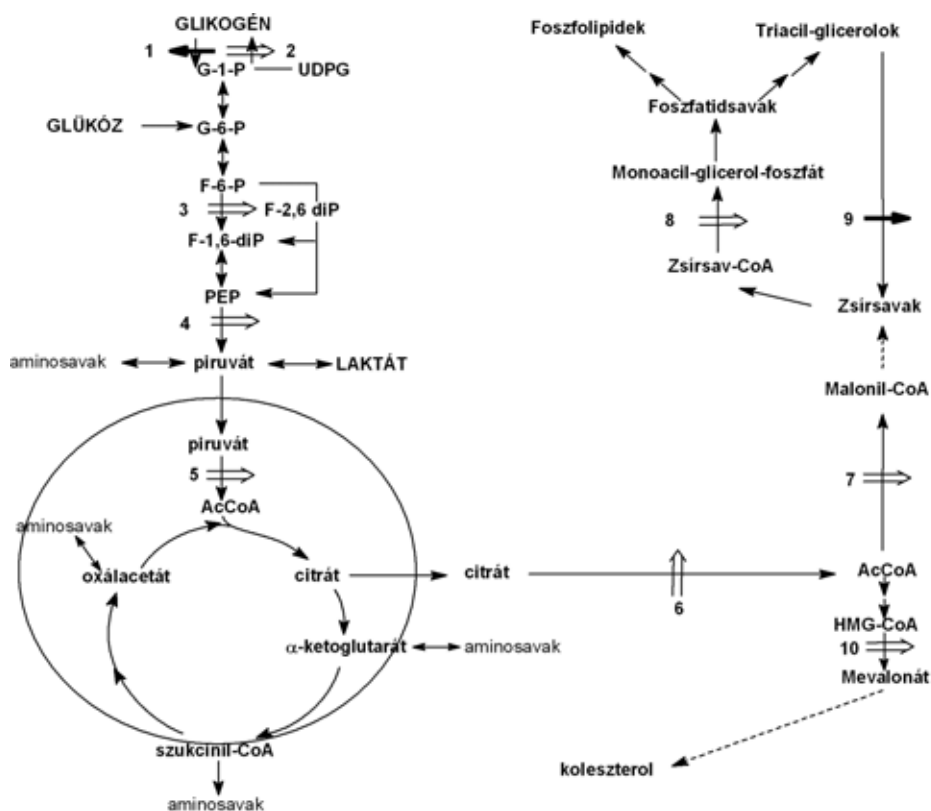 GLIKOGÉN
1
2
G-1-P
UDPG
GLÜKÓZ
G-6-P
F-6-P
3
F-2,6 diP
F-1,6-diP
PEP
4
aminosavak
piruvát
LAKTÁT
piruvát
5
AcCoA
aminosavak
oxálacetát
citrát
α-ketoglutarát
aminosavak
szukcinil-CoA
aminosavak
citrát
6
Foszfolipidek
Triacil-glicerolok
Foszfatidsavak
Monoacil-glicerol-foszfát
8
9
Zsírsav-CoA
Zsírsavak
Malonil-CoA
7
AcCoA
HMG-CoA
10
Mevalonát
koleszterol